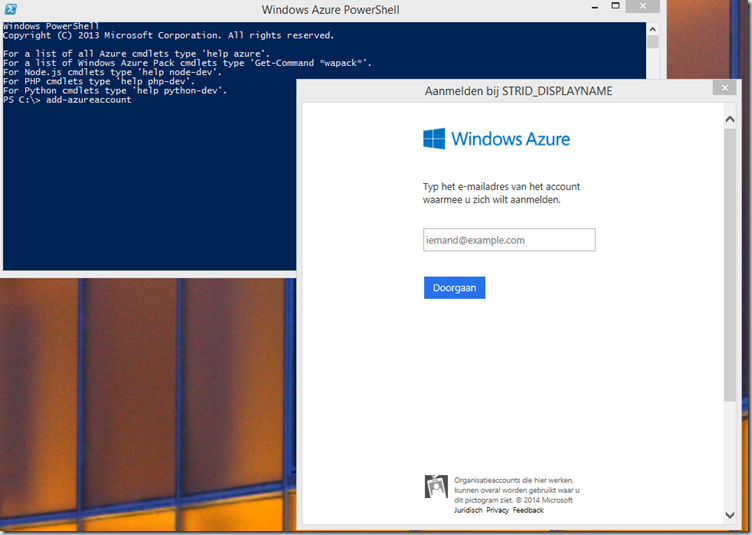 Windows Azure PowerShell
Windows PowerShell
Copyright (C) 2013 Microsoft Corporation. All rights reserved.
For a list of all Azure cmdlets type 'help azure'.
For a list of Windows Azure Pack cmdlets type 'Get-Command *wapack*'.
For Node.js cmdlets type 'help node-dev'.
For PHP cmdlets type 'help php-dev'.
For Python cmdlets type 'help python-dev'.
PS C:\> add-azureaccount
Aanmelden bij STRID_DISPLAYNAME
Windows Azure
Typ het e-mailadres van het account
waarmee u zich wilt aanmelden.
iemand@example.com
Doorgaan
Organisatieaccounts die hier werken,
kunnen overal worden gebruikt waar u
dit pictogram ziet. © 2014 Microsoft
Juridisch Privacy Feedback